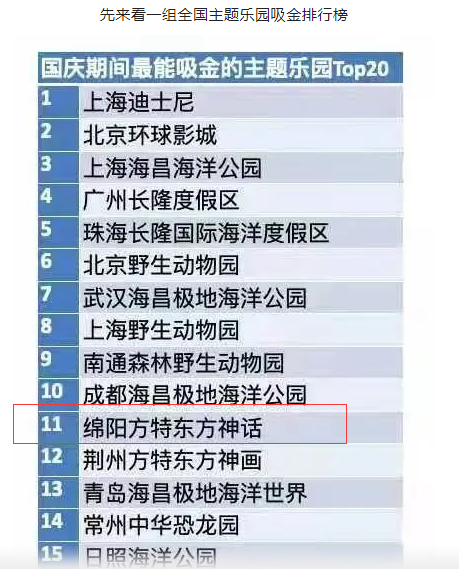 先来看一组全国主题乐园吸金排行榜
国庆期间最能吸金的主题乐园Top20
1 上海迪士尼
2 北京环球影城
3 上海海昌海洋公园
4 广州长隆度假区
5 珠海长隆国际海洋度假区
6 北京野生动物园
7 武汉海昌极地海洋公园
8 上海野生动物园
9 南通森林野生动物园
10 成都海昌极地海洋公园
11 绵阳方特东方神话
12 荆州方特东方神画
13 青岛海昌极地海洋世界
14 常州中华恐龙园
15 日照海洋公园